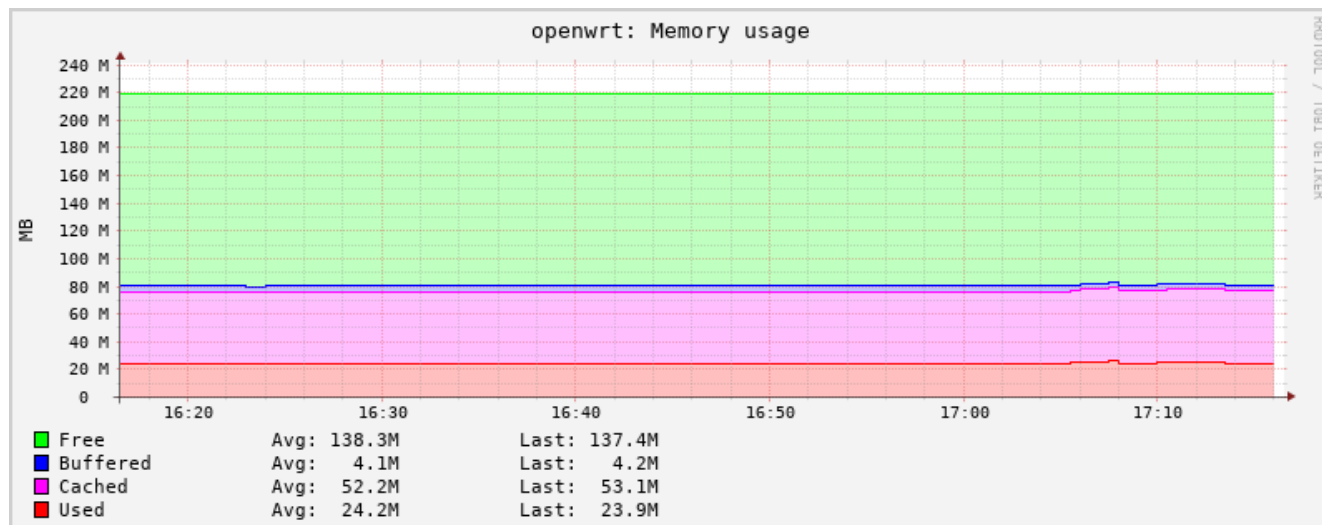 openwrt: Memory usage
RRDTOOL / TOBI OETIKER
MB
240 M
220 M
200 M
180 M
160 M
140 M
120 M
100 M
80 M
60 M
40 M
20 M
0
16:20 16:30 16:40 16:50 17:00 17:10
Free Avg: 138.3M Last: 137.4M
Buffered Avg: 4.1M Last: 4.2M
Cached Avg: 52.2M Last: 53.1M
Used Avg: 24.2M Last: 23.9M